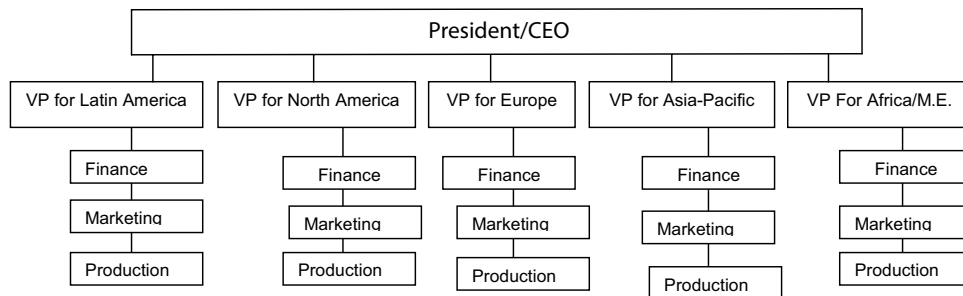 President/CEO
VP for Latin America
VP for North America
VP for Europe
VP for Asia-Pacific
VP For Africa/M.E.
Finance
Finance
Finance
Finance
Finance
Marketing
Marketing
Marketing
Marketing
Marketing
Production
Production
Production
Production
Production